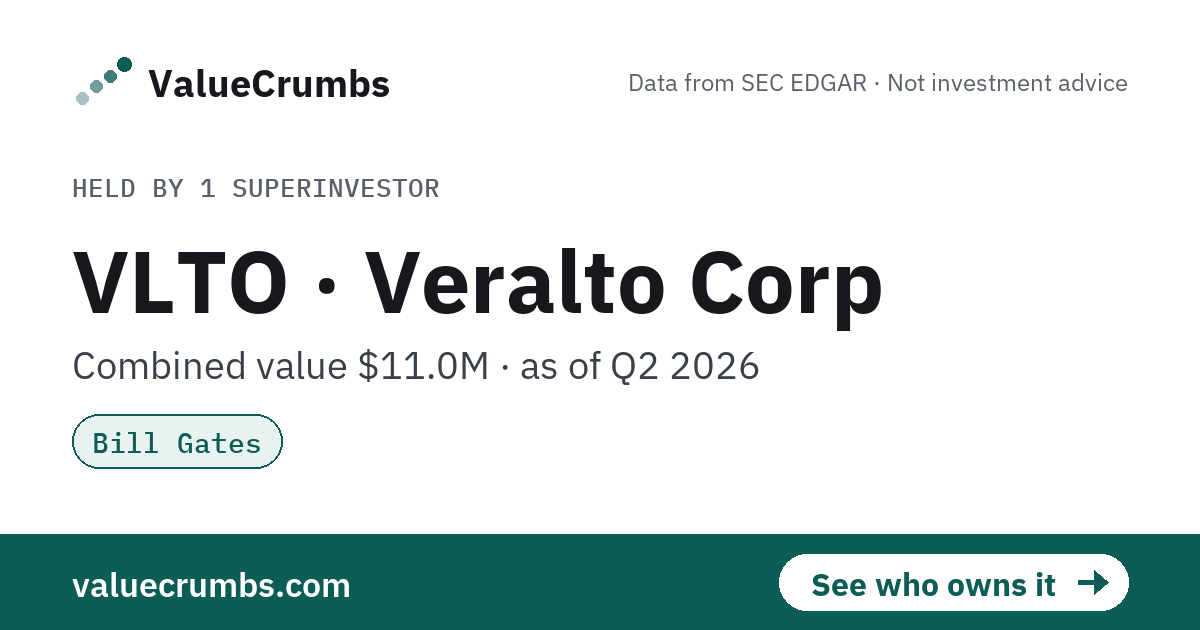 ValueCrumbs
Data from SEC EDGAR · Not investment advice
HELD BY 1 SUPERINVESTOR
VLTO · Veralto Corp
Combined value $11.0M · as of Q2 2026
Bill Gates
valuecrumbs.com
See who owns it →